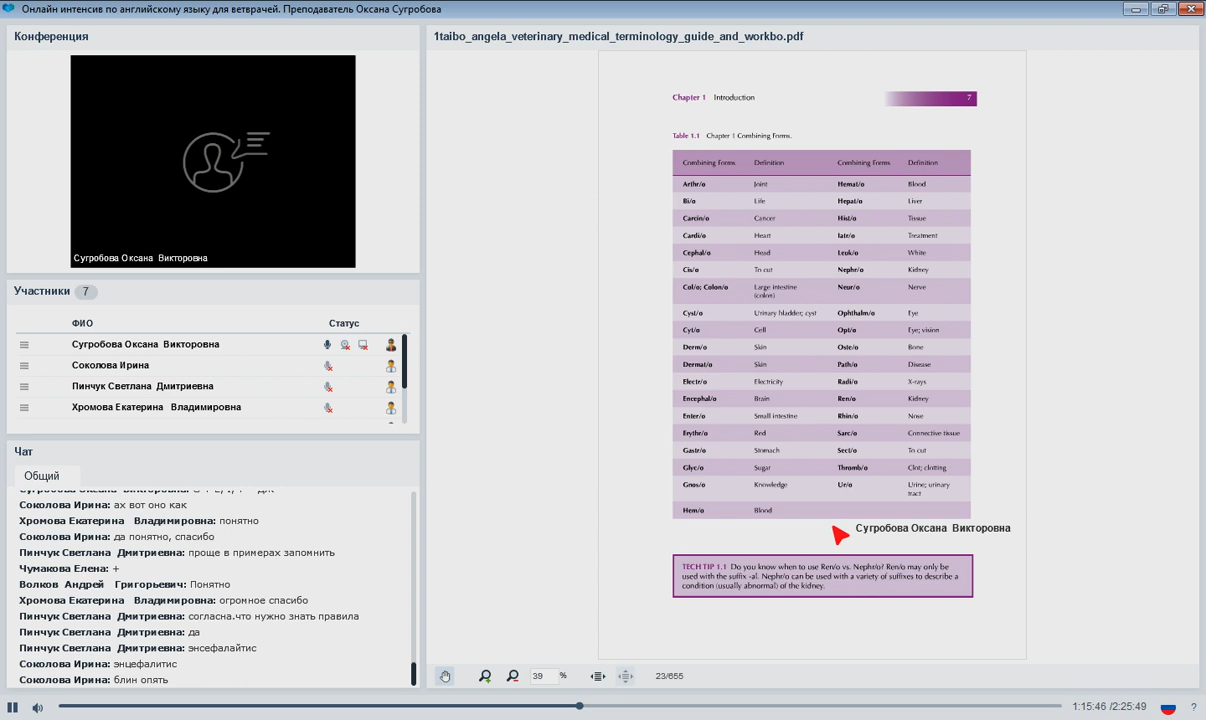 Онлайн интенсив по английскому языку для ветврачей. Преподаватель Оксана Сугробова
Конференция
Сугробова Оксана Викторовна
Участники 7
ФИО Статус
Сугробова Оксана Викторовна
Соколова Ирина
Пинчук Светлана Дмитриевна
Хромова Екатерина Владимировна
Чат
Общий
Соколова Ирина: ах вот оно как
Хромова Екатерина Владимировна: понятно
Соколова Ирина: да понятно, спасибо
Пинчук Светлана Дмитриевна: проще в примерах запомнить
Чумакова Елена: +
Волков Андрей Григорьевич: Понятно
Хромова Екатерина Владимировна: огромное спасибо
Пинчук Светлана Дмитриевна: согласна.что нужно знать правила
Пинчук Светлана Дмитриевна: да
Пинчук Светлана Дмитриевна: энсефалайтис
Соколова Ирина: энцефалитис
Соколова Ирина: блин опять
1taibo_angela_veterinary_medical_terminology_guide_and_workbo.pdf
Chapter 1 Introduction 7
Table 1.1 Chapter 1 Combining Forms.
Combining Forms Definition Combining Forms Definition
Arthr/o Joint Hemat/o Blood
Bi/o Life Hepat/o Liver
Carcin/o Cancer Hist/o Tissue
Cardi/o Heart Iatr/o Treatment
Cephal/o Head Leuk/o White
Cis/o To cut Nephr/o Kidney
Col/o; Colon/o Large intestine Neur/o Nerve
(colon)
Cyst/o Urinary bladder; cyst Ophthalm/o Eye
Cyt/o Cell Opt/o Eye; vision
Derm/o Skin Oste/o Bone
Dermat/o Skin Path/o Disease
Electr/o Electricity Radi/o X-rays
Encephal/o Brain Ren/o Kidney
Enter/o Small intestine Rhin/o Nose
Erythr/o Red Sarc/o Connective tissue
Gastr/o Stomach Sect/o To cut
Glyc/o Sugar Thromb/o Clot; clotting
Gnos/o Knowledge Ur/o Urine; urinary
tract
Hem/o Blood
Сугробова Оксана Викторовна
TECH TIP 1.1 Do you know when to use Ren/o vs. Nephr/o? Ren/o may only be
used with the suffix -al. Nephr/o can be used with a variety of suffixes to describe a
condition (usually abnormal) of the kidney.
39 % 23/655
1:15:46 /2:25:49 ?